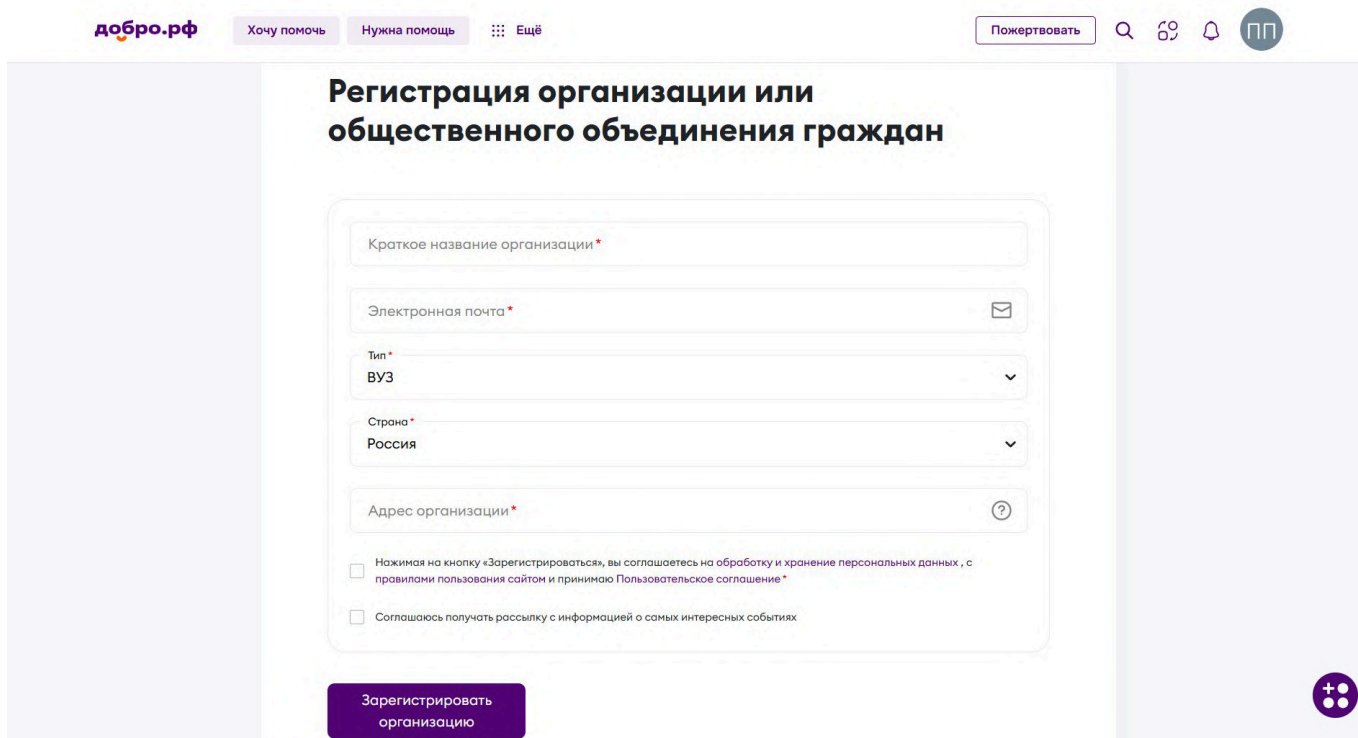 добро.рф
Хочу помочь
Нужна помощь
Ещё
Пожертвовать
ПП
Регистрация организации или
общественного объединения граждан
Краткое название организации*
Электронная почта*
Тип*
ВУЗ
Страна*
Россия
Адрес организации*
Нажимая на кнопку «Зарегистрироваться», вы соглашаетесь на обработку и хранение персональных данных , с
правилами пользования сайтом и принимаю Пользовательское соглашение*
Соглашаюсь получать рассылку с информацией о самых интересных событиях
Зарегистрировать
организацию